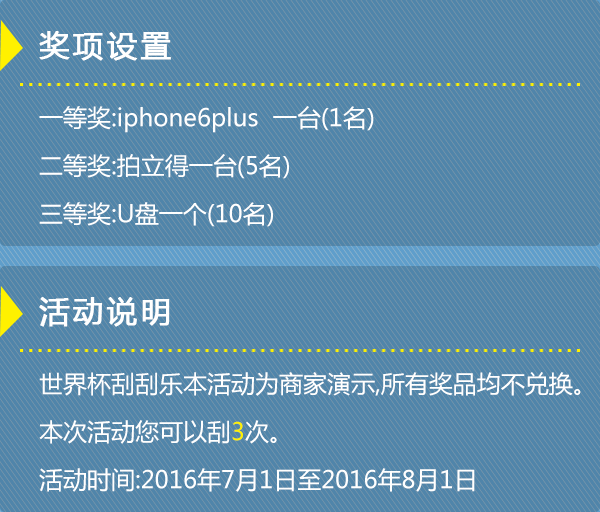 奖项设置
一等奖:iphone6plus 一台(1名)
二等奖:拍立得一台(5名)
三等奖:U盘一个(10名)
活动说明
世界杯刮刮乐本活动为商家演示,所有奖品均不兑换。
本次活动您可以刮3次。
活动时间:2016年7月1日至2016年8月1日